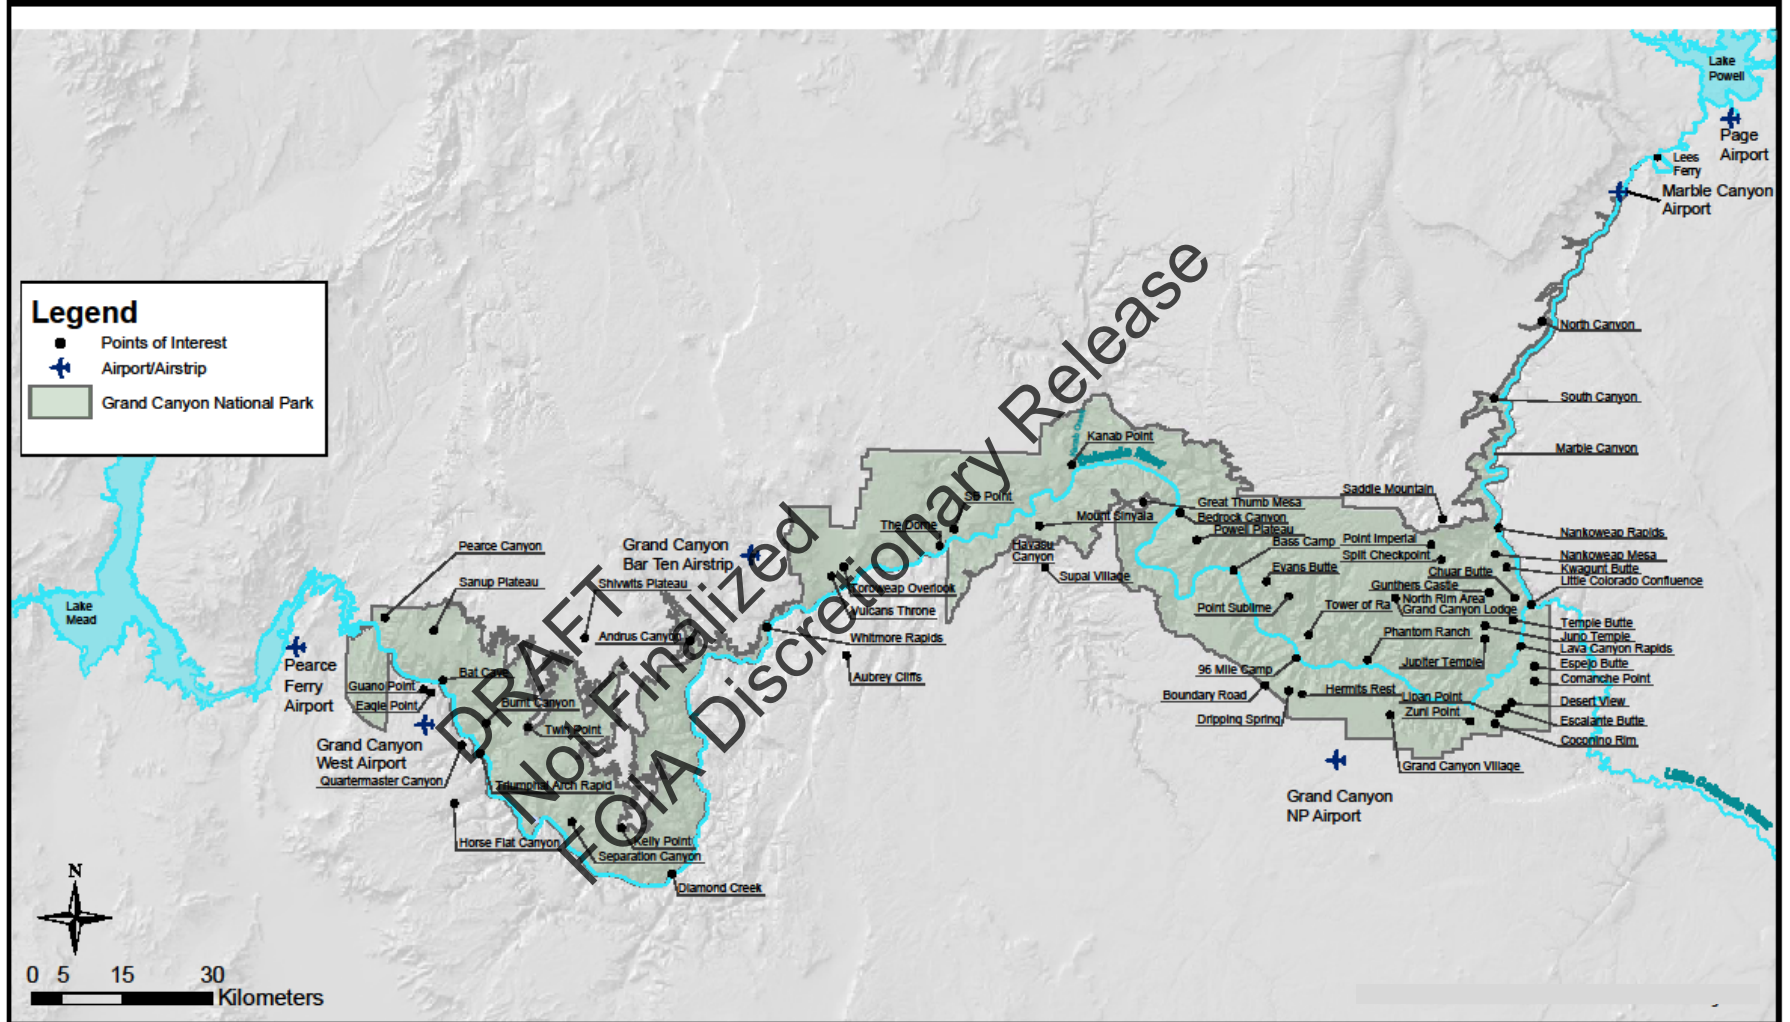 Lake
Powell
Page
Airport
Lees
Ferry
Marble Canyon
Airport
Legend
Points of Interest
Airport/Airstrip
Grand Canyon National Park
North Canyon
South Canyon
Marble Canyon
Kanab Point
Colorado River
SB Point
The Dome
Mount Sinyala
Havasu
Canyon
Supai Village
Great Thumb Mesa
Bedrock Canyon
Powell Plateau
Bass Camp
Evans Butte
Point Sublime
Saddle Mountain
Point Imperial
Split Checkpoint
Chuar Butte
Gunthers Castle
North Rim Area
Grand Canyon Lodge
Tower of Ra
Phantom Ranch
Jupiter Temple
Nankoweap Rapids
Nankoweap Mesa
Kwagunt Butte
Little Colorado Confluence
Temple Butte
Juno Temple
Lava Canyon Rapids
Espejo Butte
Comanche Point
Desert View
Escalante Butte
Coconino Rim
96 Mile Camp
Boundary Road
Dripping Spring
Hermits Rest
Lipan Point
Zuni Point
Grand Canyon Village
Grand Canyon
NP Airport
Little Colorado River
Grand Canyon
Bar Ten Airstrip
Toroweap Overlook
Vulcans Throne
Whitmore Rapids
Aubrey Cliffs
Pearce Canyon
Sanup Plateau
Shivwits Plateau
Andrus Canyon
Lake
Mead
Pearce
Ferry
Airport
Bat Cave
Guano Point
Eagle Point
Burnt Canyon
Twin Point
Grand Canyon
West Airport
Quartermaster Canyon
Triumphal Arch Rapid
Horse Flat Canyon
Kelly Point
Separation Canyon
Diamond Creek
DRAFT
Not Finalized
FOIA Discretionary Release
N
0 5 15 30
Kilometers